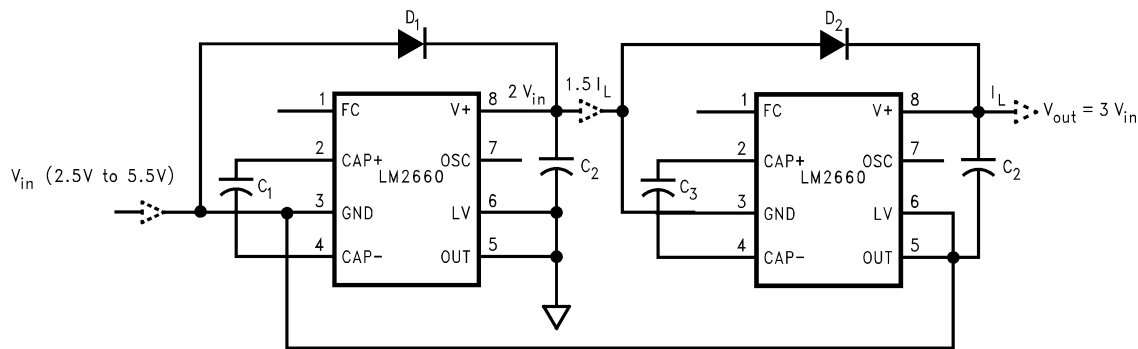 D1
D2
1 FC V+ 8
2 Vin
1.5 IL
1 FC V+ 8
IL
Vout = 3 Vin
2 CAP+ OSC 7
LM2660
C2
2 CAP+ OSC 7
LM2660
C2
Vin (2.5V to 5.5V)
C1
C3
3 GND LV 6
3 GND LV 6
4 CAP- OUT 5
4 CAP- OUT 5